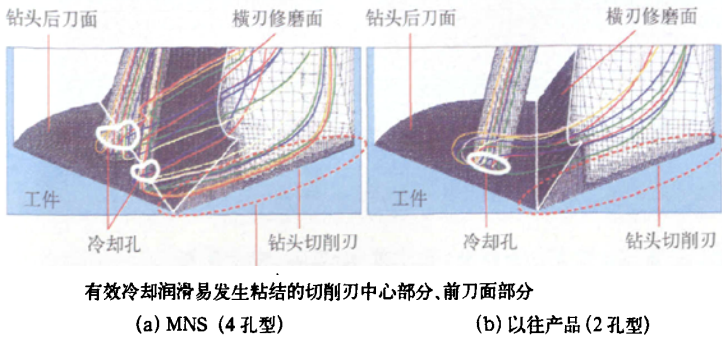 钻头后刀面
横刃修磨面
钻头后刀面
横刃修磨面
工件
冷却孔
钻头切削刃
工件
冷却孔
钻头切削刃
有效冷却润滑易发生粘结的切削刃中心部分、前刀面部分
(a) MNS (4孔型)
(b) 以往产品(2孔型)